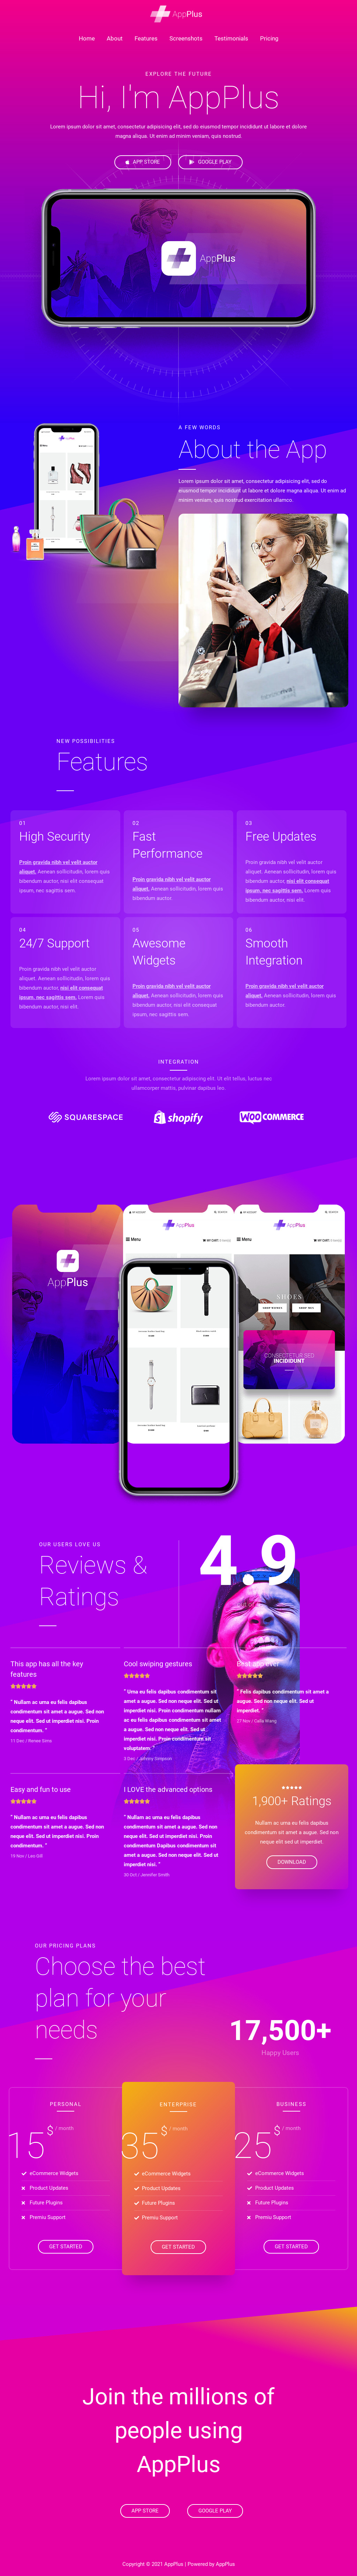 AppPlus
Home About Features Screenshots Testimonials Pricing
EXPLORE THE FUTURE
Hi, I'm AppPlus
Lorem ipsum dolor sit amet, consectetur adipisicing elit, sed do eiusmod tempor incididunt ut labore et dolore
magna aliqua. Ut enim ad minim veniam, quis nostrud.
APP STORE GOOGLE PLAY
AppPlus
A FEW WORDS
About the App
Lorem ipsum dolor sit amet, consectetur adipisicing elit, sed do
eiusmod tempor incididunt ut labore et dolore magna aliqua. Ut enim ad
minim veniam, quis nostrud exercitation ullamco.
NEW POSSIBILITIES
Features
01
High Security
Proin gravida nibh vel velit auctor
aliquet. Aenean sollicitudin, lorem quis
bibendum auctor, nisi elit consequat
ipsum, nec sagittis sem.
02
Fast
Performance
Proin gravida nibh vel velit auctor
aliquet. Aenean sollicitudin, lorem quis
bibendum auctor.
03
Free Updates
Proin gravida nibh vel velit auctor
aliquet. Aenean sollicitudin, lorem quis
bibendum auctor, nisi elit consequat
ipsum, nec sagittis sem. Lorem quis
bibendum auctor, nisi elit.
04
24/7 Support
Proin gravida nibh vel velit auctor
aliquet. Aenean sollicitudin, lorem quis
bibendum auctor, nisi elit consequat
ipsum, nec sagittis sem. Lorem quis
bibendum auctor, nisi elit.
05
Awesome
Widgets
Proin gravida nibh vel velit auctor
aliquet. Aenean sollicitudin, lorem quis
bibendum auctor, nisi elit consequat
ipsum, nec sagittis sem.
06
Smooth
Integration
Proin gravida nibh vel velit auctor
aliquet. Aenean sollicitudin, lorem quis
bibendum auctor.
INTEGRATION
Lorem ipsum dolor sit amet, consectetur adipiscing elit. Ut elit tellus, luctus nec
ullamcorper mattis, pulvinar dapibus leo.
SQUARESPACE shopify WOO COMMERCE
AppPlus
AppPlus
Menu
AppPlus
Menu
SHOES
CONSECTETUR SED
INCIDIDUNT
OUR USERS LOVE US
Reviews &
Ratings
4.9
This app has all the key
features
" Nullam ac urna eu felis dapibus
condimentum sit amet a augue. Sed non
neque elit. Sed ut imperdiet nisi. Proin
condimentum. "
11 Dec. / Renee Sims
Cool swiping gestures
" Urna eu felis dapibus condimentum sit
amet a augue. Sed non neque elit. Sed ut
imperdiet nisi. Proin condimentum nullam
ac eu felis dapibus condimentum sit amet
a augue. Sed non neque elit. Sed ut
imperdiet nisi. Proin condimentum sit
voluptatem. "
3 Dec / Johnny Simpson
Best app ever
" Felis dapibus condimentum sit amet a
augue. Sed non neque elit. Sed ut
imperdiet. "
27 Nov / Calla Wang
Easy and fun to use
" Nullam ac urna eu felis dapibus
condimentum sit amet a augue. Sed non
neque elit. Sed ut imperdiet nisi. Proin
condimentum. "
19 Nov / Leo Gill
I LOVE the advanced options
" Nullam ac urna eu felis dapibus
condimentum sit amet a augue. Sed non
neque elit. Sed ut imperdiet nisi. Proin
condimentum Dapibus condimentum sit
amet a augue. Sed non neque elit. Sed ut
imperdiet nisi. "
30 Oct / Jennifer Smith
1,900+ Ratings
Nullam ac urna eu felis dapibus
condimentum sit amet a augue. Sed non
neque elit sed ut imperdiet.
DOWNLOAD
OUR PRICING PLANS
Choose the best
plan for your
needs
17,500+
Happy Users
PERSONAL
15 $ / month
eCommerce Widgets
Product Updates
Future Plugins
Premiu Support
GET STARTED
ENTERPRISE
35 $ / month
eCommerce Widgets
Product Updates
Future Plugins
Premiu Support
GET STARTED
BUSINESS
25 $ / month
eCommerce Widgets
Product Updates
Future Plugins
Premiu Support
GET STARTED
Join the millions of
people using
AppPlus
APP STORE GOOGLE PLAY
Copyright © 2021 AppPlus | Powered by AppPlus